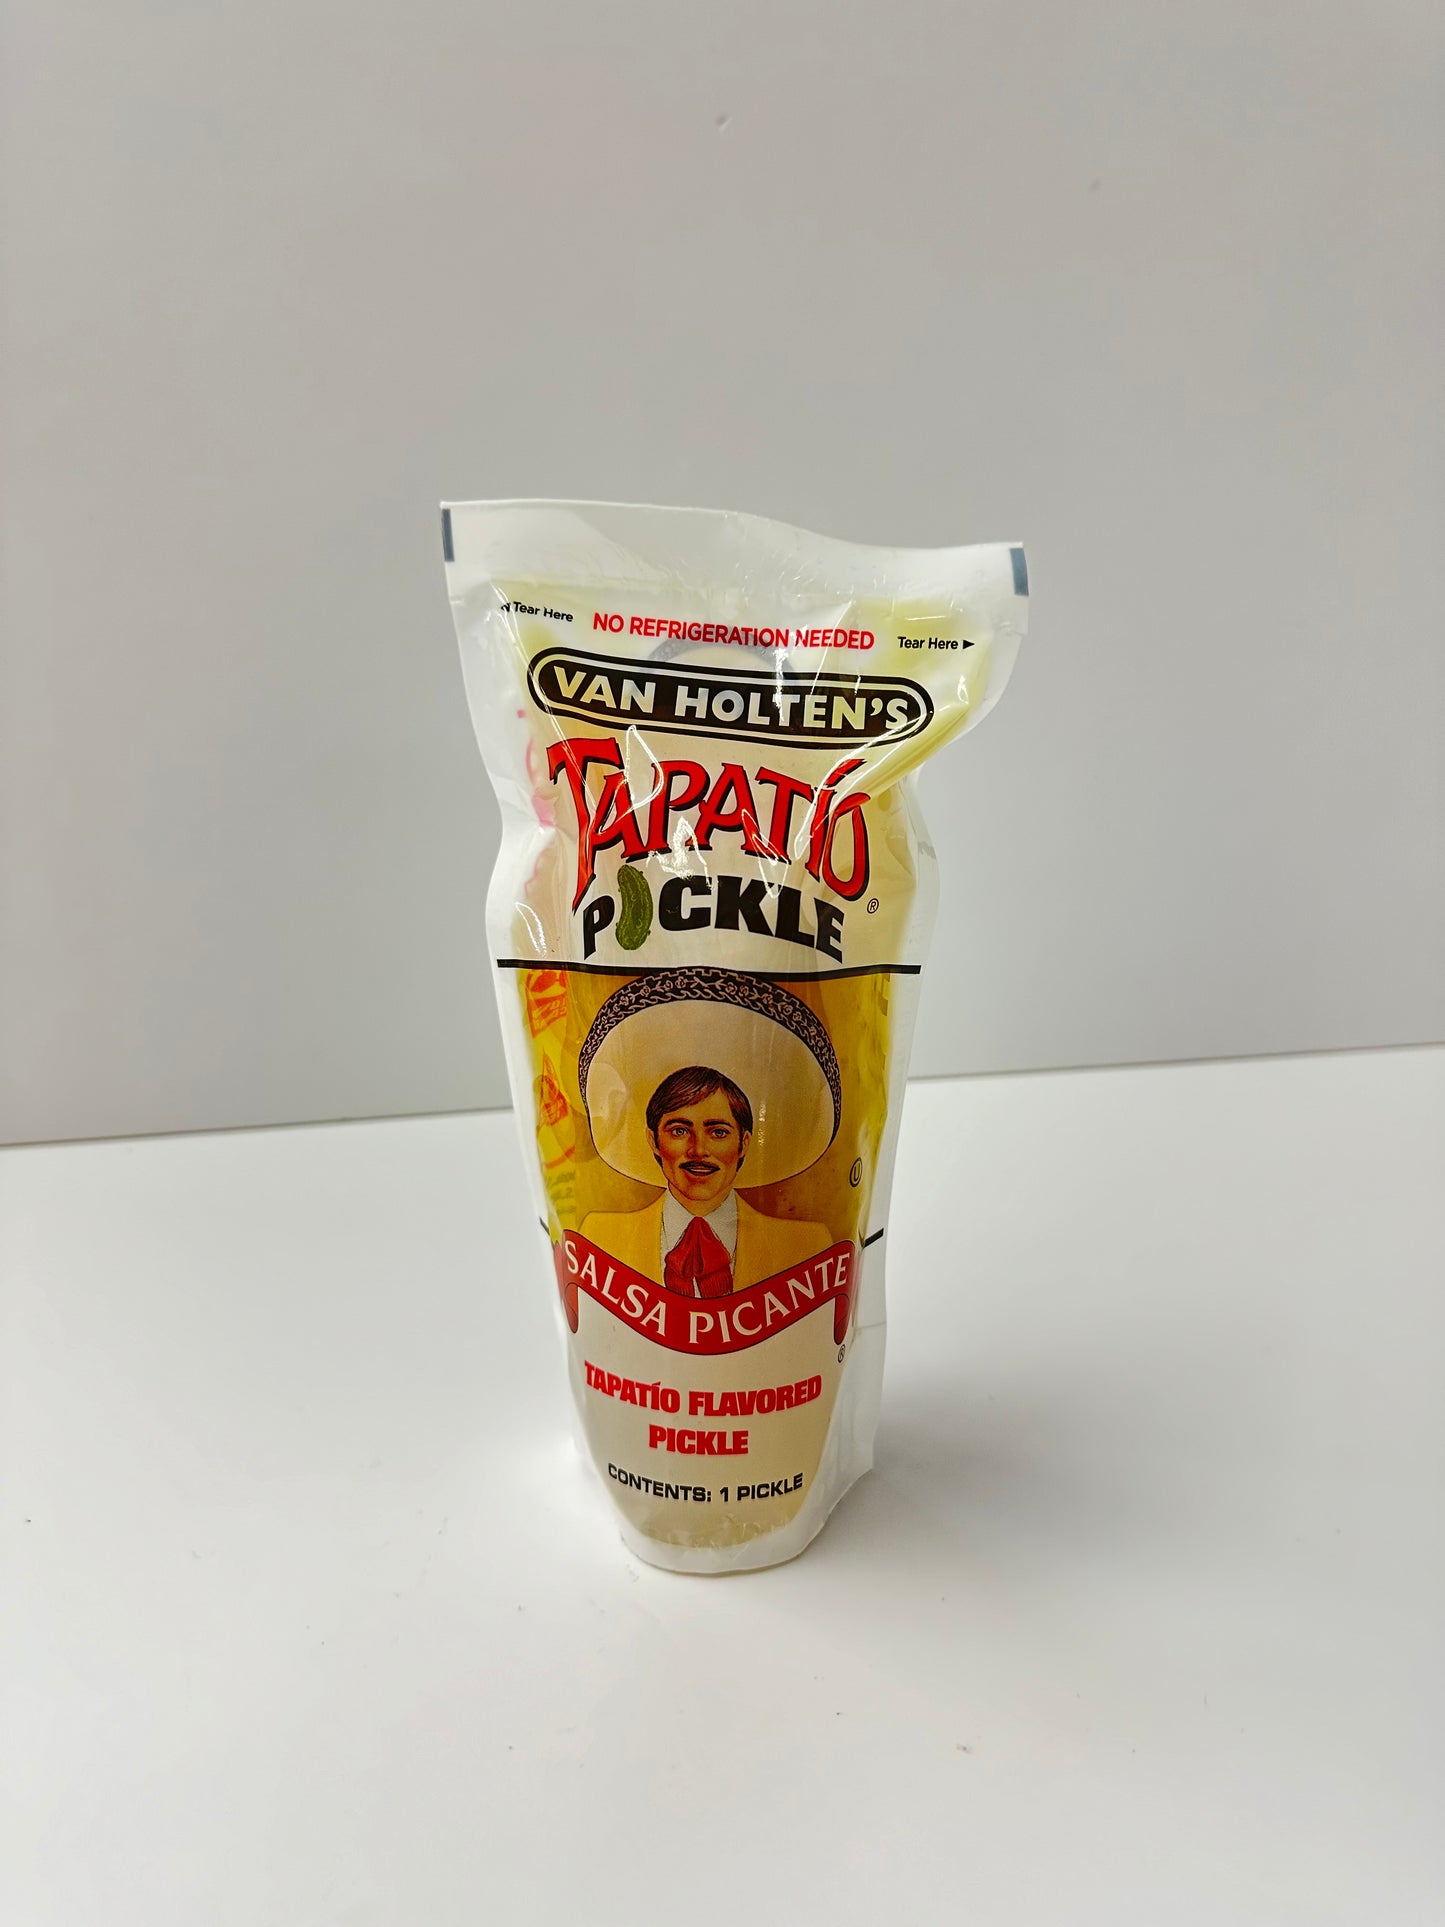 Tear Here
NO REFRIGERATION NEEDED
Tear Here ▶
VAN HOLTEN'S
TAPATÍO
PICKLE ®
U
SALSA PICANTE
®
TAPATÍO FLAVORED
PICKLE
CONTENTS: 1 PICKLE